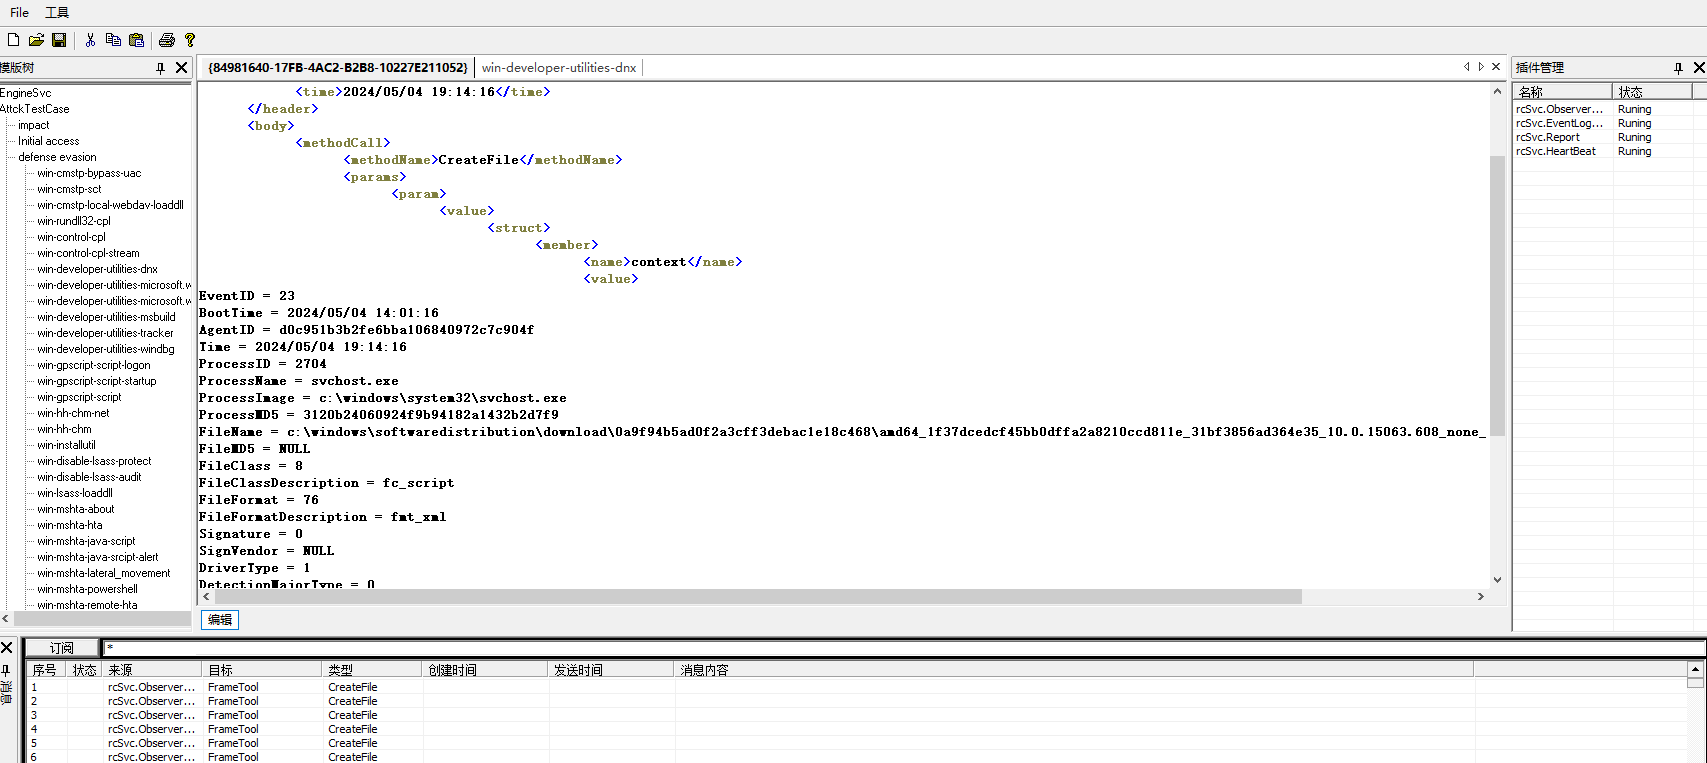 File 工具
模版树
EngineSvc
AttckTestCase
impact
Initial access
defense evasion
win-cmstp-bypass-uac
win-cmstp-sct
win-cmstp-local-webdav-loaddll
win-rundll32-cpl
win-control-cpl
win-control-cpl-stream
win-developer-utilities-dnx
win-developer-utilities-microsoft.w
win-developer-utilities-microsoft.w
win-developer-utilities-msbuild
win-developer-utilities-tracker
win-developer-utilities-windbg
win-gpscript-script-logon
win-gpscript-script-startup
win-gpscript-script
win-hh-chm-net
win-hh-chm
win-installutil
win-disable-lsass-protect
win-disable-lsass-audit
win-lsass-loaddll
win-mshta-about
win-mshta-hta
win-mshta-java-script
win-mshta-java-srcipt-alert
win-mshta-lateral_movement
win-mshta-powershell
win-mshta-remote-hta
{84981640-17FB-4AC2-B2B8-10227E211052} win-developer-utilities-dnx
<time>2024/05/04 19:14:16</time>
</header>
<body>
<methodCall>
<methodName>CreateFile</methodName>
<params>
<param>
<value>
<struct>
<member>
<name>context</name>
<value>
EventID = 23
BootTime = 2024/05/04 14:01:16
AgentID = d0c951b3b2fe6bba106840972c7c904f
Time = 2024/05/04 19:14:16
ProcessID = 2704
ProcessName = svchost.exe
ProcessImage = c:\windows\system32\svchost.exe
ProcessMD5 = 3120b24060924f9b94182a1432b2d7f9
FileName = c:\windows\softwaredistribution\download\0a9f94b5ad0f2a3cff3debac1e18c468\amd64_1f37dcedcf45bb0dffa2a8210ccd811e_31bf3856ad364e35_10.0.15063.608_none_
FileMD5 = NULL
FileClass = 8
FileClassDescription = fc_script
FileFormat = 76
FileFormatDescription = fmt_xml
Signature = 0
SignVendor = NULL
DriverType = 1
DetectionMajorType = 0
编辑
插件管理
名称 状态
rcSvc.Observer... Runing
rcSvc.EventLog... Runing
rcSvc.Report Runing
rcSvc.HeartBeat Runing
消息
订阅 *
序号 状态 来源 目标 类型 创建时间 发送时间 消息内容
1 rcSvc.Observer... FrameTool CreateFile
2 rcSvc.Observer... FrameTool CreateFile
3 rcSvc.Observer... FrameTool CreateFile
4 rcSvc.Observer... FrameTool CreateFile
5 rcSvc.Observer... FrameTool CreateFile
6 rcSvc.Observer... FrameTool CreateFile